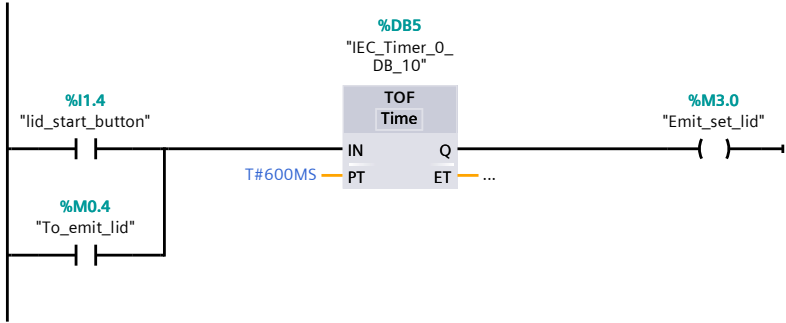 %DB5
"IEC_Timer_0_
DB_10"
%I1.4
"lid_start_button"
TOF
Time
%M3.0
"Emit_set_lid"
IN
Q
T#600MS
PT
ET
...
%M0.4
"To_emit_lid"